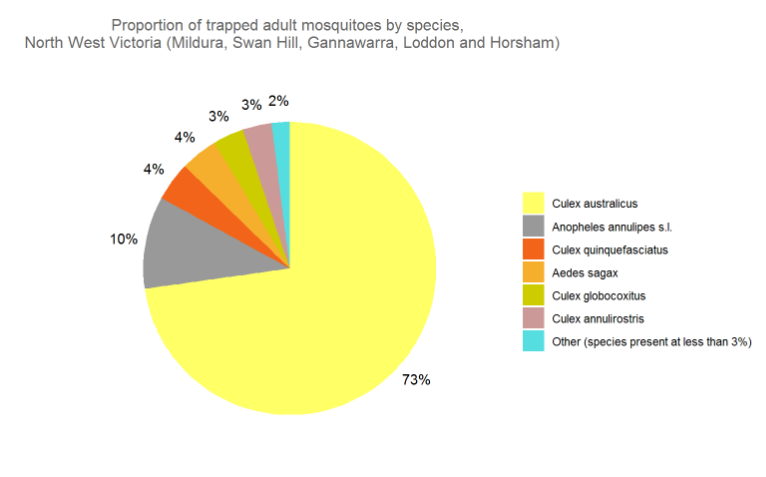 Proportion of trapped adult mosquitoes by species,
North West Victoria (Mildura, Swan Hill, Gannawarra, Loddon and Horsham)
2%
3%
3%
4%
4%
10%
73%
Culex australicus
Anopheles annulipes s.l.
Culex quinquefasciatus
Aedes sagax
Culex globocoxitus
Culex annulirostris
Other (species present at less than 3%)